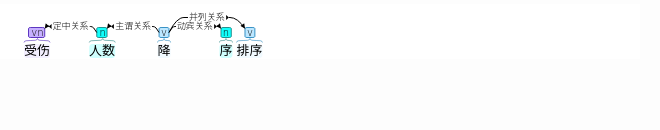 并列关系
定中关系 主谓关系 动宾关系
vn n v n v
受伤 人数 降 序 排序